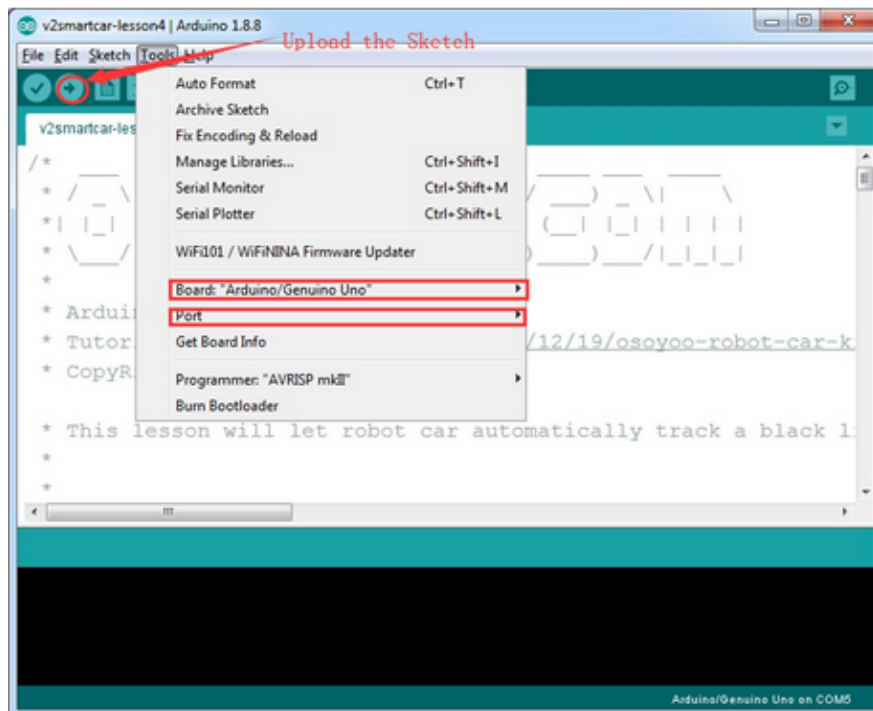 v2smartcar-lesson4 | Arduino 1.8.8
Upload the Sketch
File Edit Sketch Tools Help
v2smartcar-les
Auto Format Ctrl+T
Archive Sketch
Fix Encoding & Reload
Manage Libraries... Ctrl+Shift+I
Serial Monitor Ctrl+Shift+M
Serial Plotter Ctrl+Shift+L
WiFi101 / WiFiNINA Firmware Updater
Board: "Arduino/Genuino Uno"
Port
Get Board Info
Programmer: "AVRISP mkII"
Burn Bootloader
* Ardui
* Tutor /12/19/osoyoo-robot-car-k
* CopyR
* This lesson will let robot car automatically track a black l
Arduino/Genuino Uno on COM5